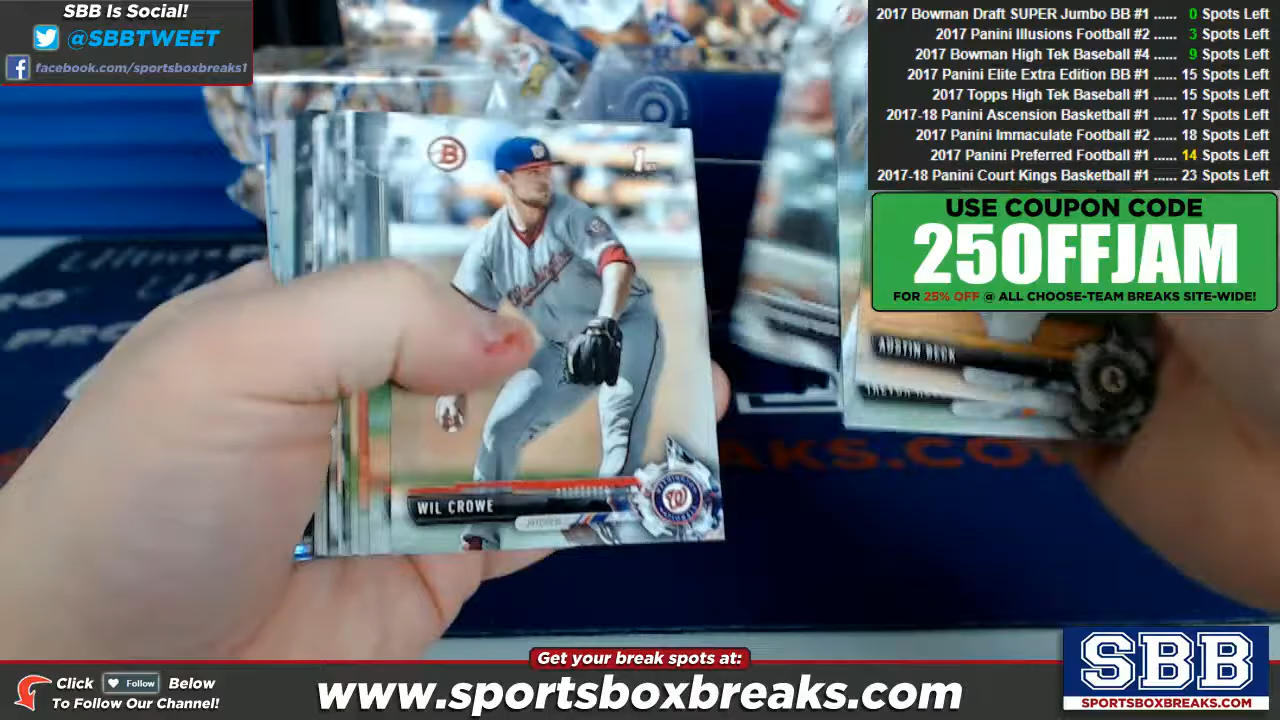 SBB Is Social!
@SBBTWEET
facebook.com/sportsboxbreaks1
2017 Bowman Draft SUPER Jumbo BB #1 ...... 0 Spots Left
2017 Panini Illusions Football #2 ...... 3 Spots Left
2017 Bowman High Tek Baseball #4 ...... 9 Spots Left
2017 Panini Elite Extra Edition BB #1 ...... 15 Spots Left
2017 Topps High Tek Baseball #1 ...... 15 Spots Left
2017-18 Panini Ascension Basketball #1 ...... 17 Spots Left
2017 Panini Immaculate Football #2 ...... 18 Spots Left
2017 Panini Preferred Football #1 ...... 14 Spots Left
2017-18 Panini Court Kings Basketball #1 ...... 23 Spots Left
USE COUPON CODE
25OFFJAM
FOR 25% OFF @ ALL CHOOSE-TEAM BREAKS SITE-WIDE!
B
1st
W
AUSTIN BECK
WIL CROWE
PITCHER
W
Get your break spots at:
www.sportsboxbreaks.com
Click Follow Below
To Follow Our Channel!
SBB
SPORTSBOXBREAKS.COM